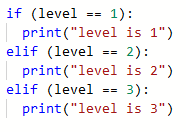 if (level == 1):
  print("level is 1")
elif (level == 2):
  print("level is 2")
elif (level == 3):
  print("level is 3")